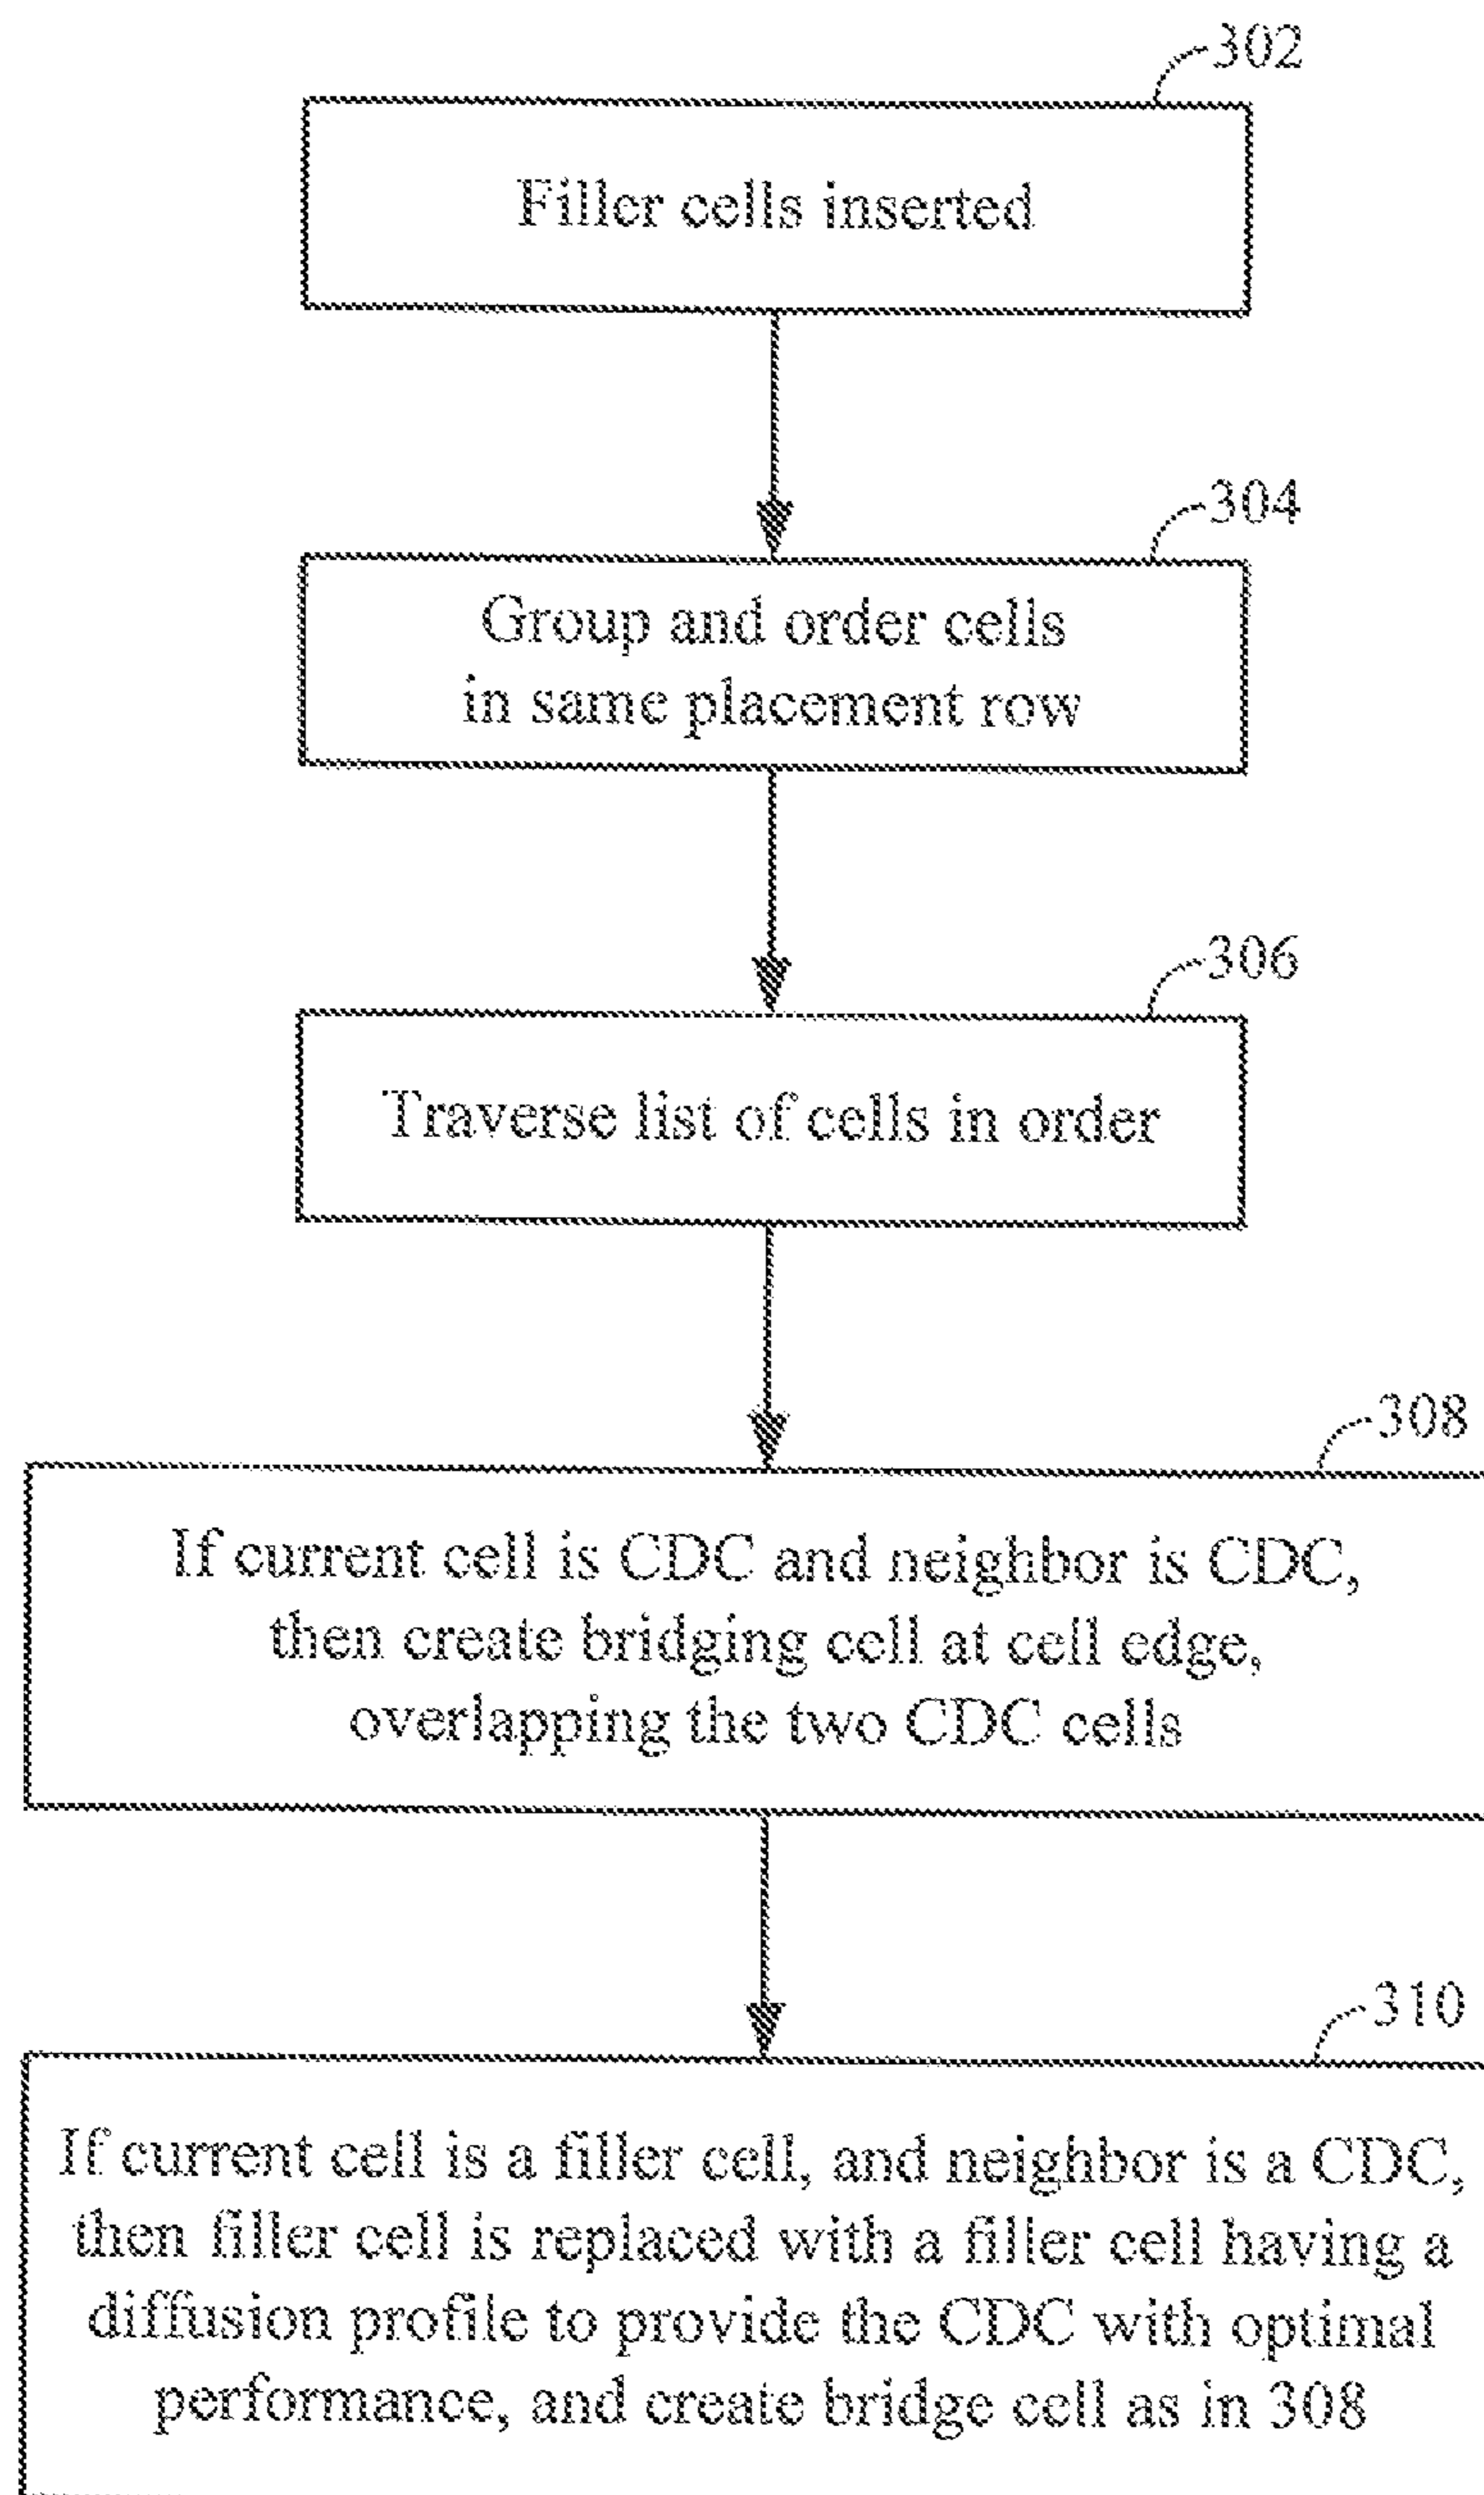 302
Filler cells inserted
304
Group and order cells
in same placement row
306
Traverse list of cells in order
308
If current cell is CDC and neighbor is CDC,
then create bridging cell at cell edge,
overlapping the two CDC cells
310
If current cell is a filler cell, and neighbor is a CDC,
then filler cell is replaced with a filler cell having a
diffusion profile to provide the CDC with optimal
performance, and create bridge cell as in 308